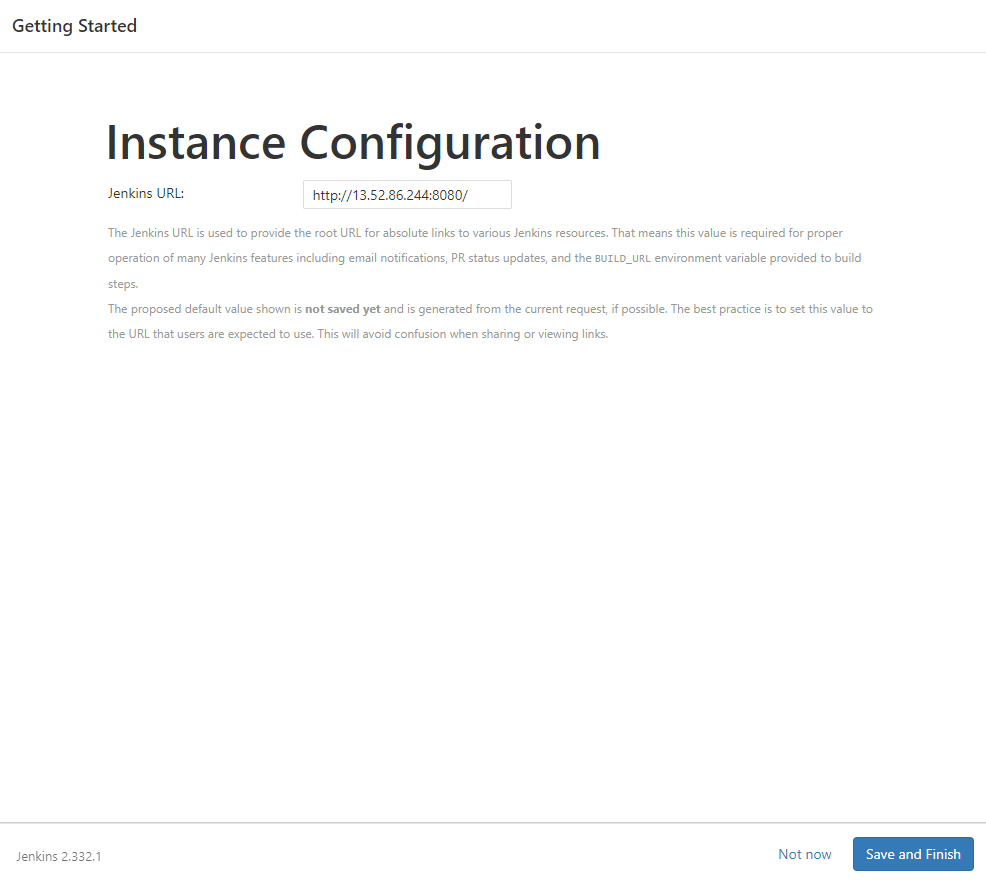 Getting Started
Instance Configuration
Jenkins URL: http://13.52.86.244:8080/
The Jenkins URL is used to provide the root URL for absolute links to various Jenkins resources. That means this value is required for proper
operation of many Jenkins features including email notifications, PR status updates, and the BUILD_URL environment variable provided to build
steps.
The proposed default value shown is not saved yet and is generated from the current request, if possible. The best practice is to set this value to
the URL that users are expected to use. This will avoid confusion when sharing or viewing links.
Jenkins 2.332.1 Not now Save and Finish